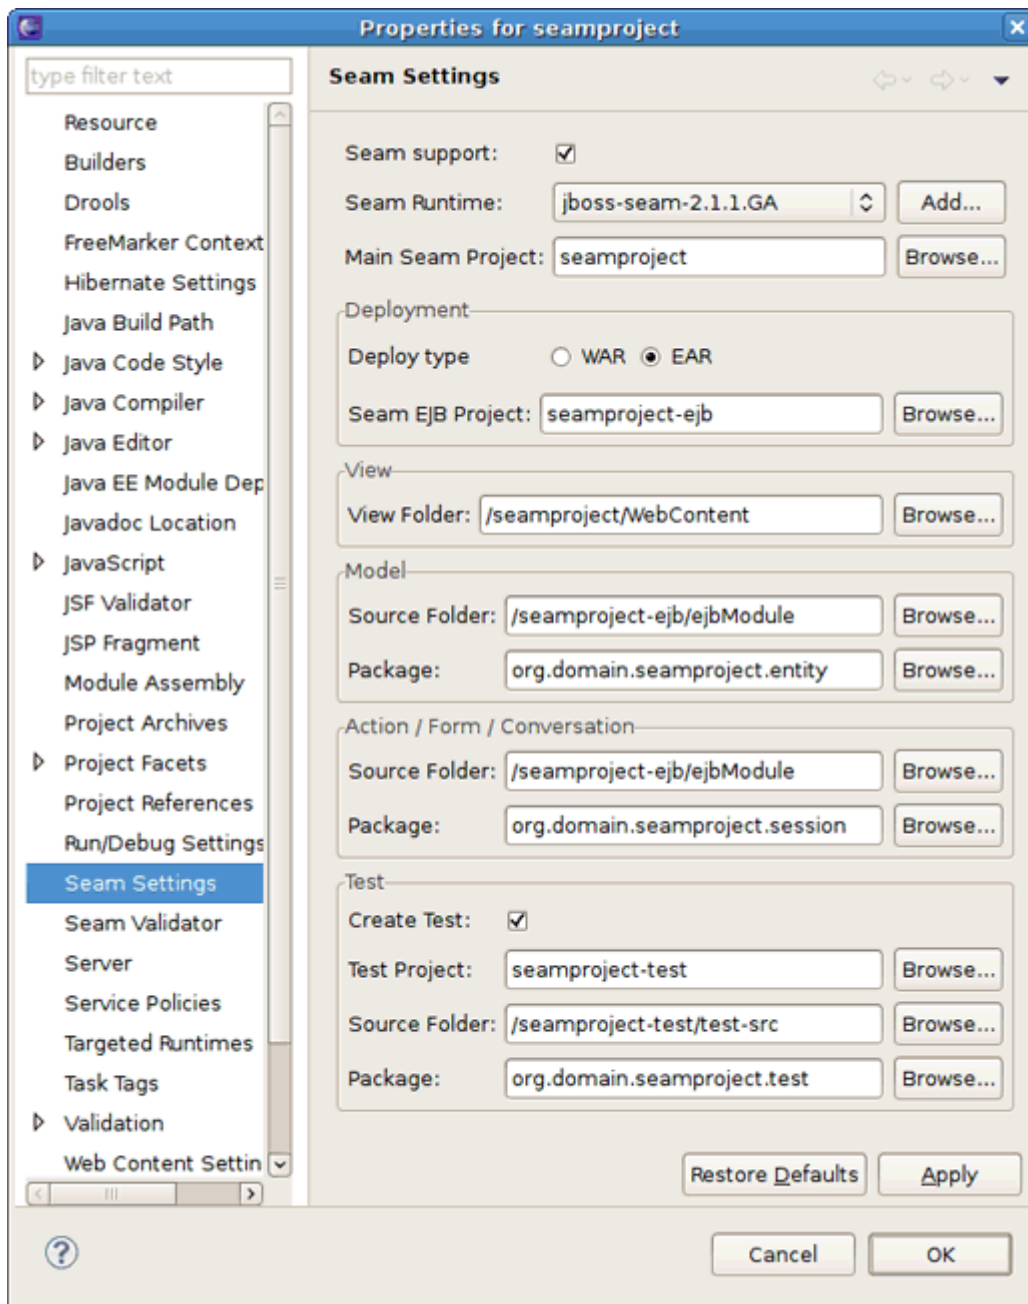 Properties for seamproject
type filter text
Resource
Builders
Drools
FreeMarker Context
Hibernate Settings
Java Build Path
Java Code Style
Java Compiler
Java Editor
Java EE Module Dep
Javadoc Location
JavaScript
JSF Validator
JSP Fragment
Module Assembly
Project Archives
Project Facets
Project References
Run/Debug Settings
Seam Settings
Seam Validator
Server
Service Policies
Targeted Runtimes
Task Tags
Validation
Web Content Settin
Seam Settings
Seam support:
Seam Runtime: jboss-seam-2.1.1.GA Add...
Main Seam Project: seamproject Browse...
Deployment
Deploy type WAR EAR
Seam EJB Project: seamproject-ejb Browse...
View
View Folder: /seamproject/WebContent Browse...
Model
Source Folder: /seamproject-ejb/ejbModule Browse...
Package: org.domain.seamproject.entity Browse...
Action / Form / Conversation
Source Folder: /seamproject-ejb/ejbModule Browse...
Package: org.domain.seamproject.session Browse...
Test
Create Test:
Test Project: seamproject-test Browse...
Source Folder: /seamproject-test/test-src Browse...
Package: org.domain.seamproject.test Browse...
Restore Defaults Apply
? Cancel OK